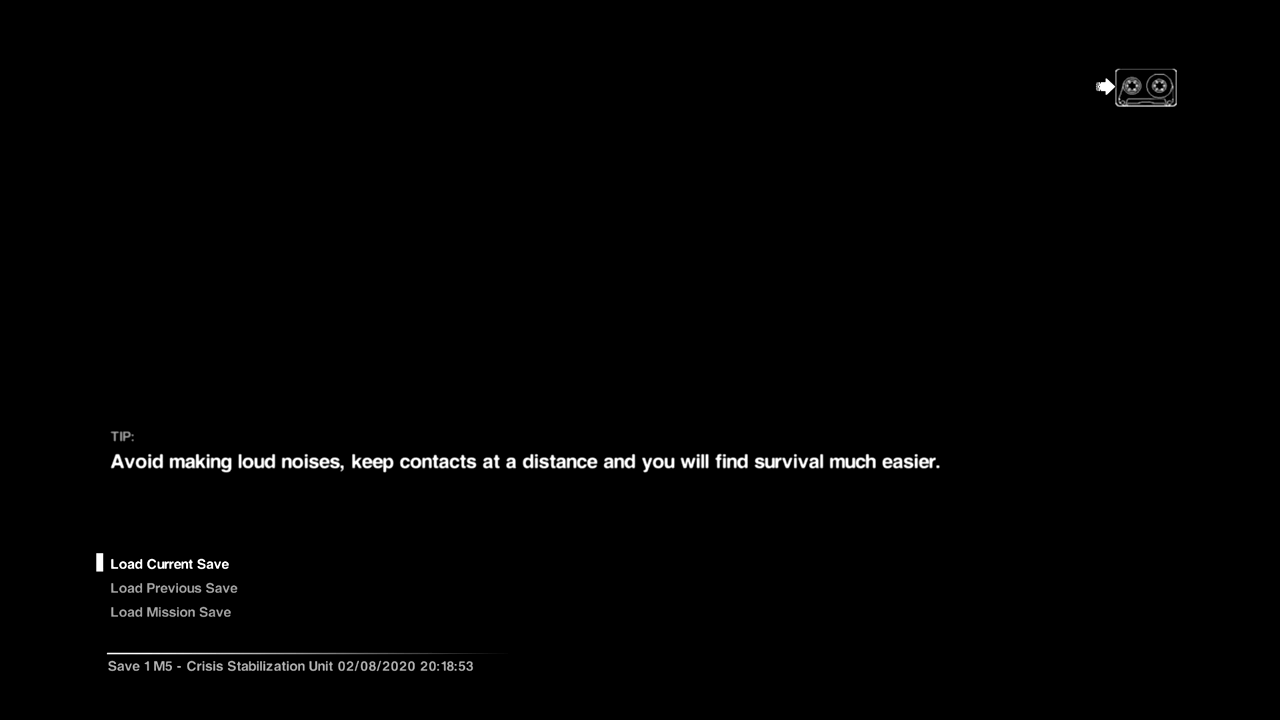 TIP:
Avoid making loud noises, keep contacts at a distance and you will find survival much easier.
Load Current Save
Load Previous Save
Load Mission Save
Save 1 M5 - Crisis Stabilization Unit 02/08/2020 20:18:53